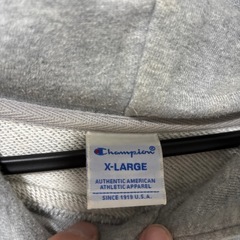 Champion
X-LARGE
AUTHENTIC AMERICAN
ATHLETIC APPAREL
SINCE 1919 U.S.A.